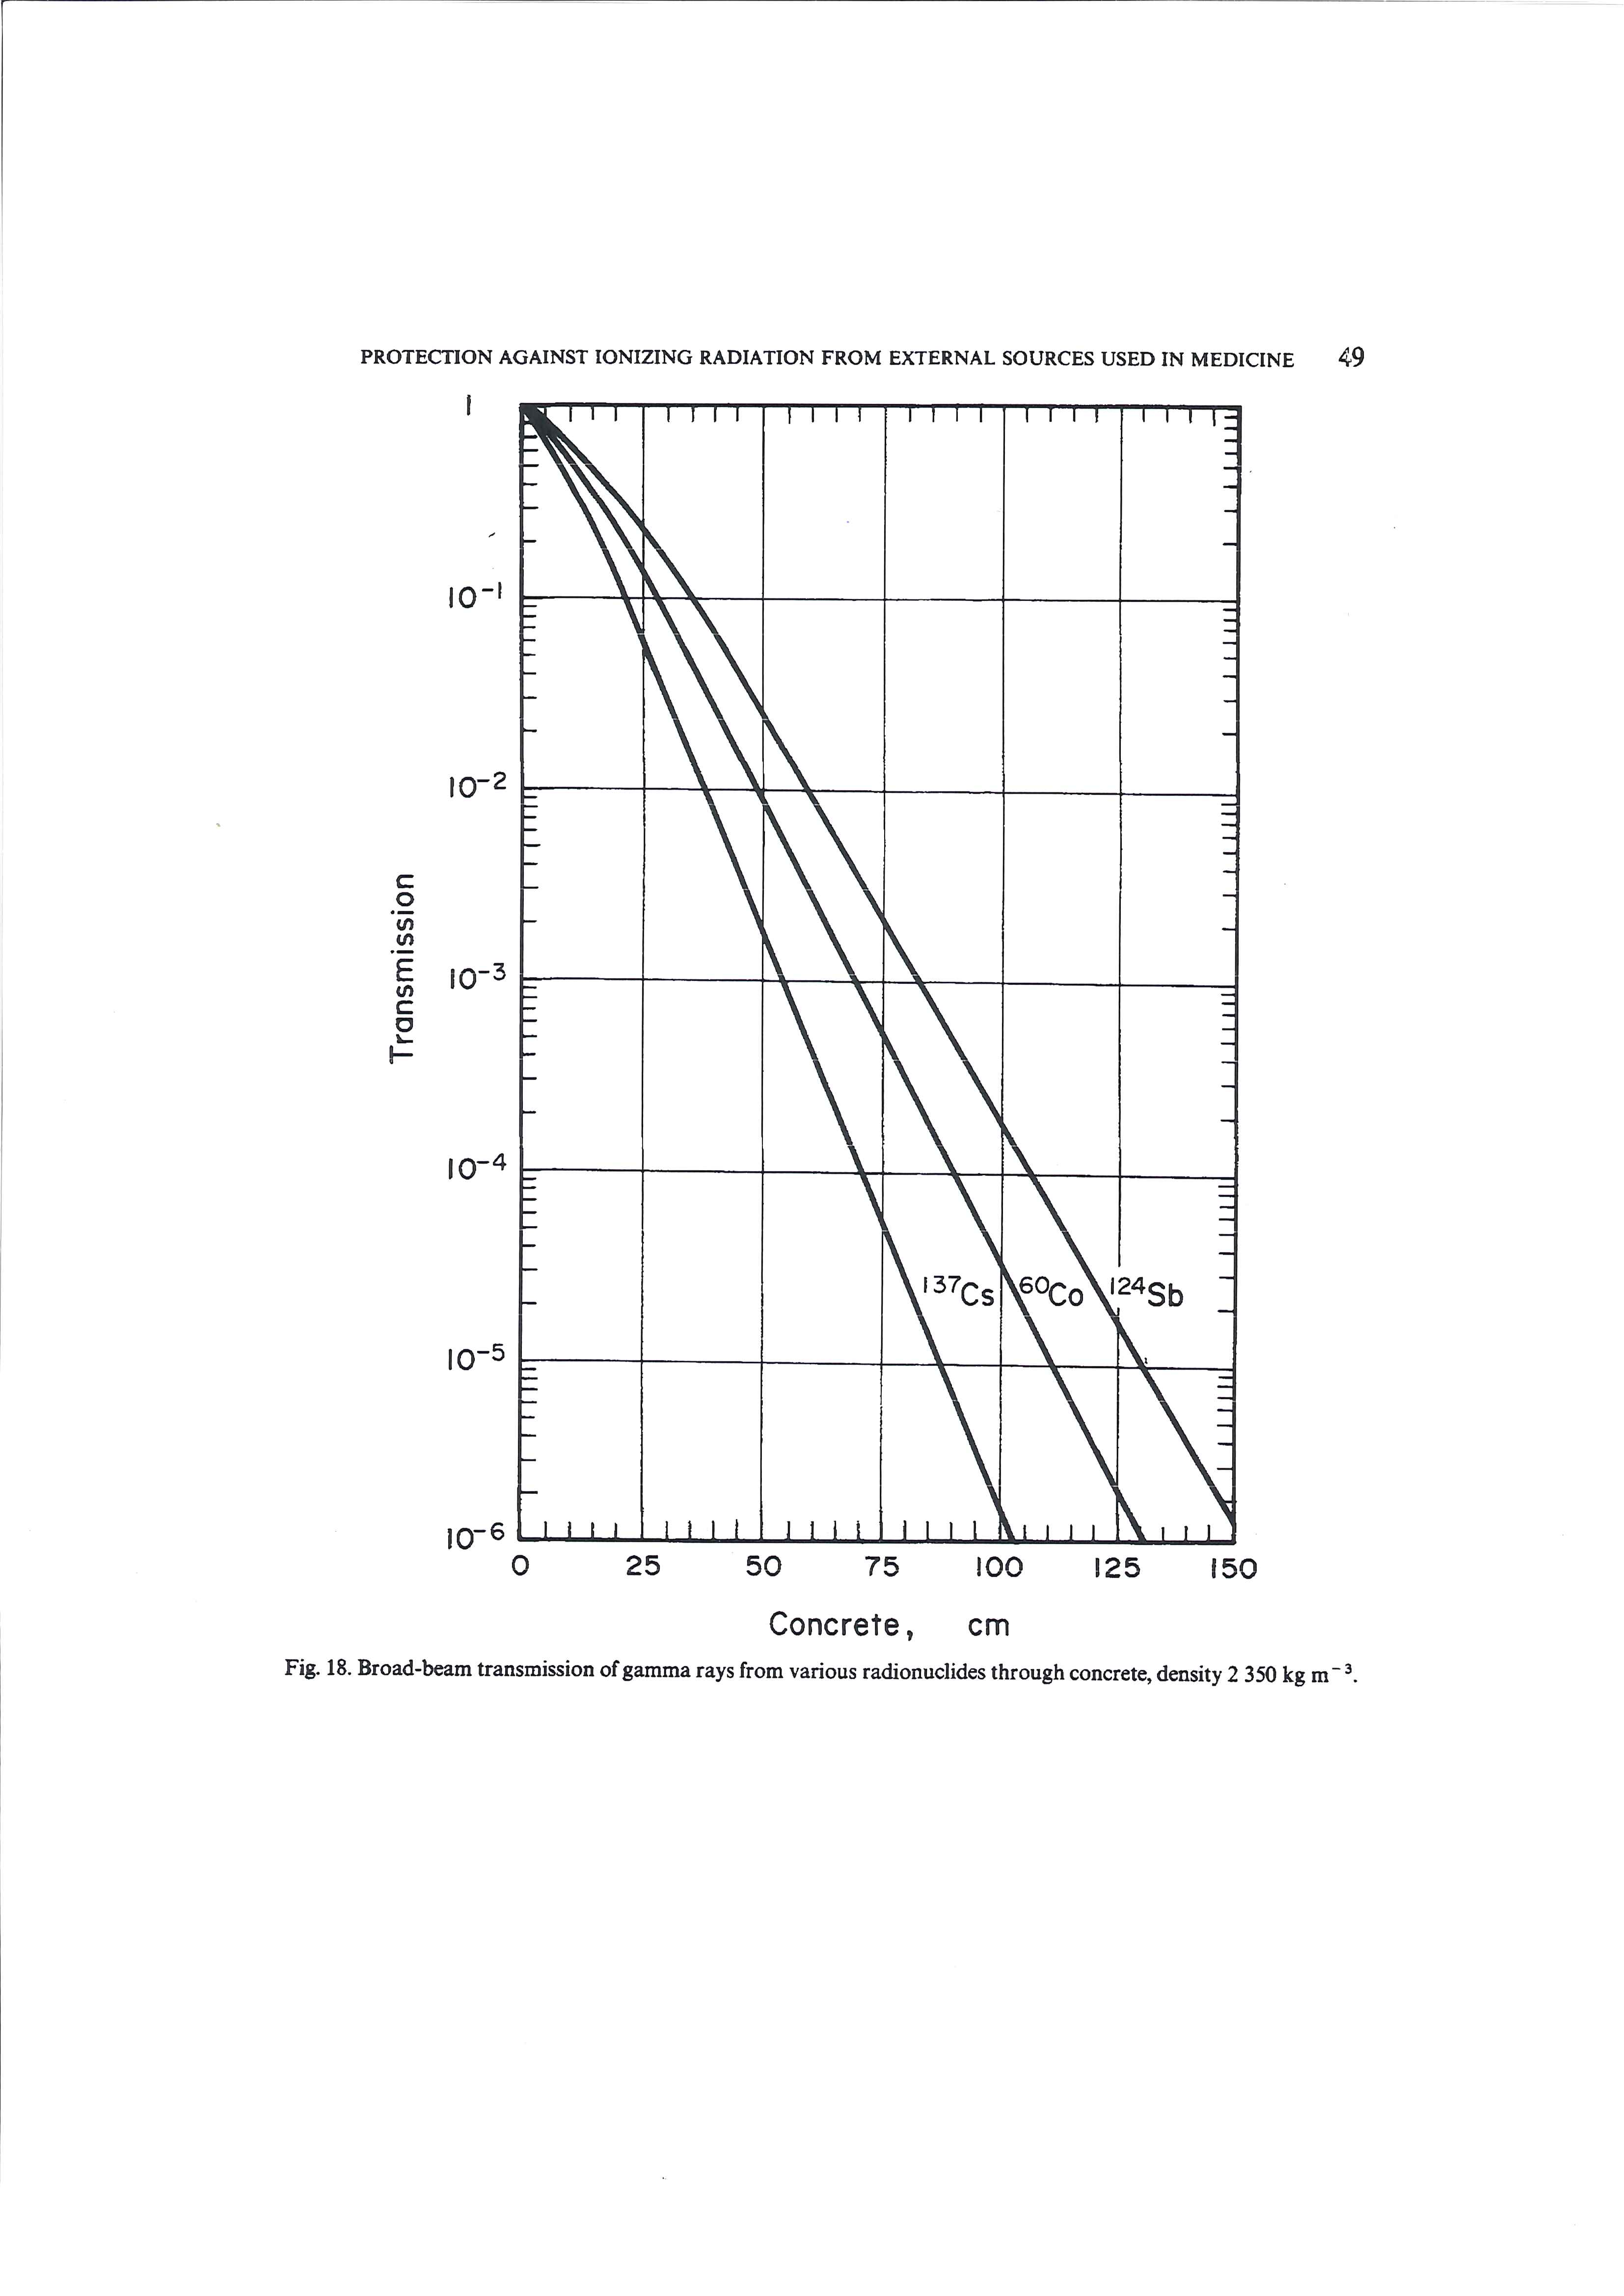 PROTECTION AGAINST IONIZING RADIATION FROM EXTERNAL SOURCES USED IN MEDICINE 49
1
10⁻¹
10⁻²
10⁻³
10⁻⁴
10⁻⁵
10⁻⁶
Transmission
¹³⁷Cs ⁶⁰Co ¹²⁴Sb
0 25 50 75 100 125 150
Concrete, cm
Fig. 18. Broad-beam transmission of gamma rays from various radionuclides through concrete, density 2 350 kg m⁻³.